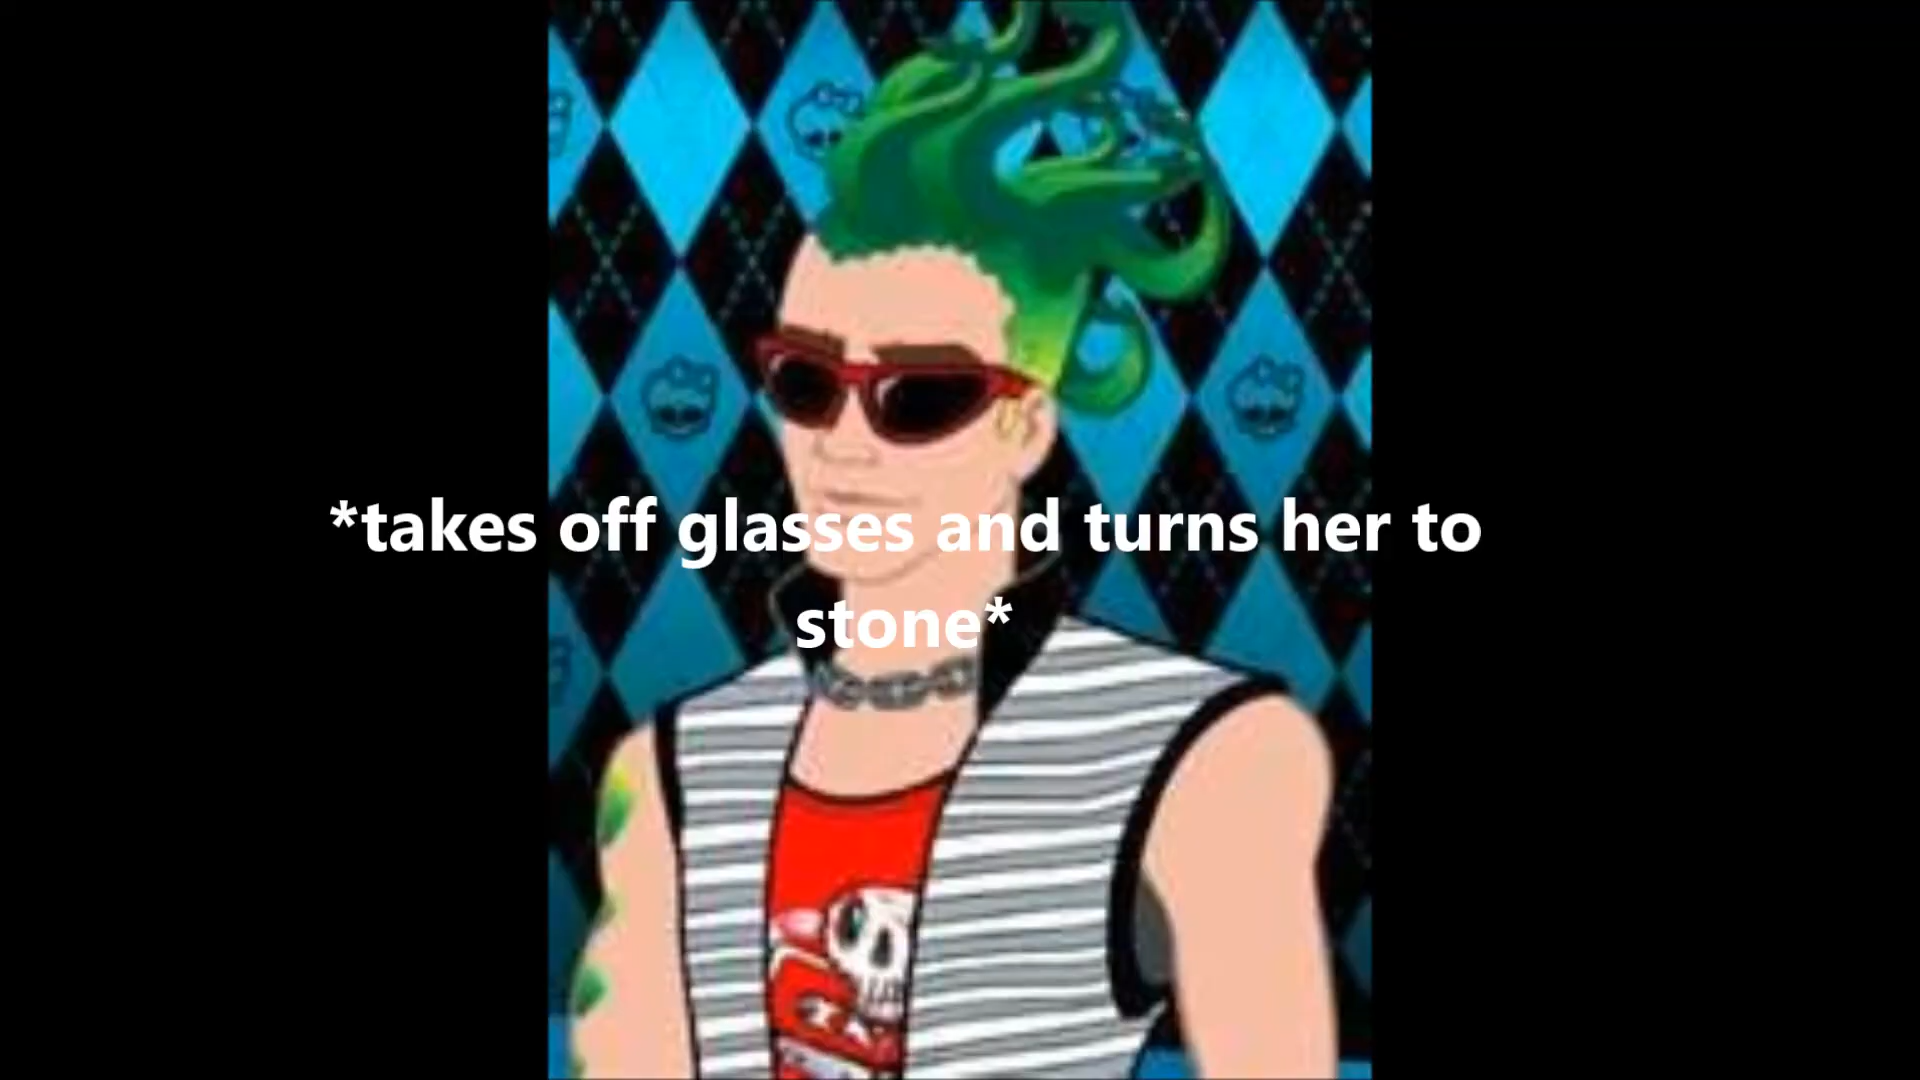 *takes off glasses and turns her to
stone*